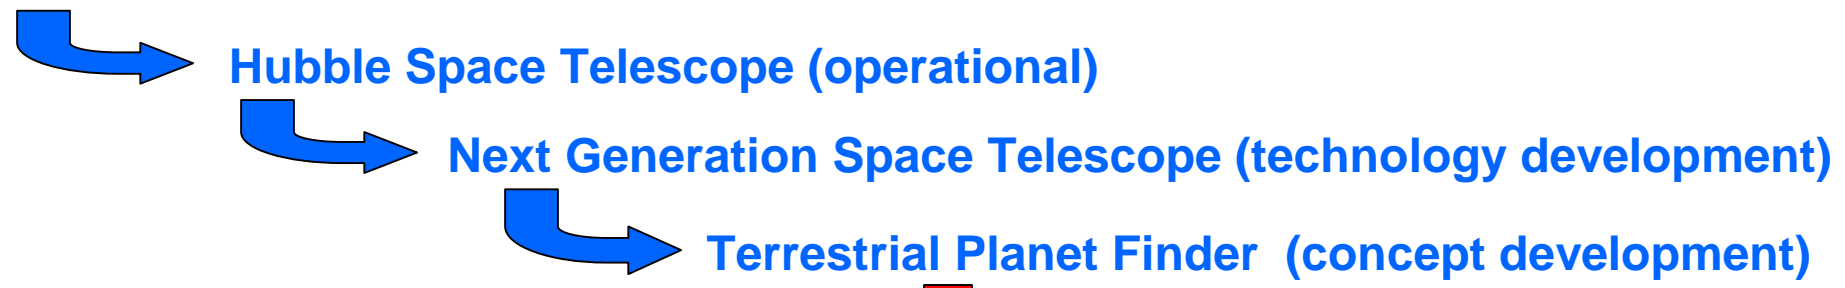 Hubble Space Telescope (operational)
Next Generation Space Telescope (technology development)
Terrestrial Planet Finder  (concept development)